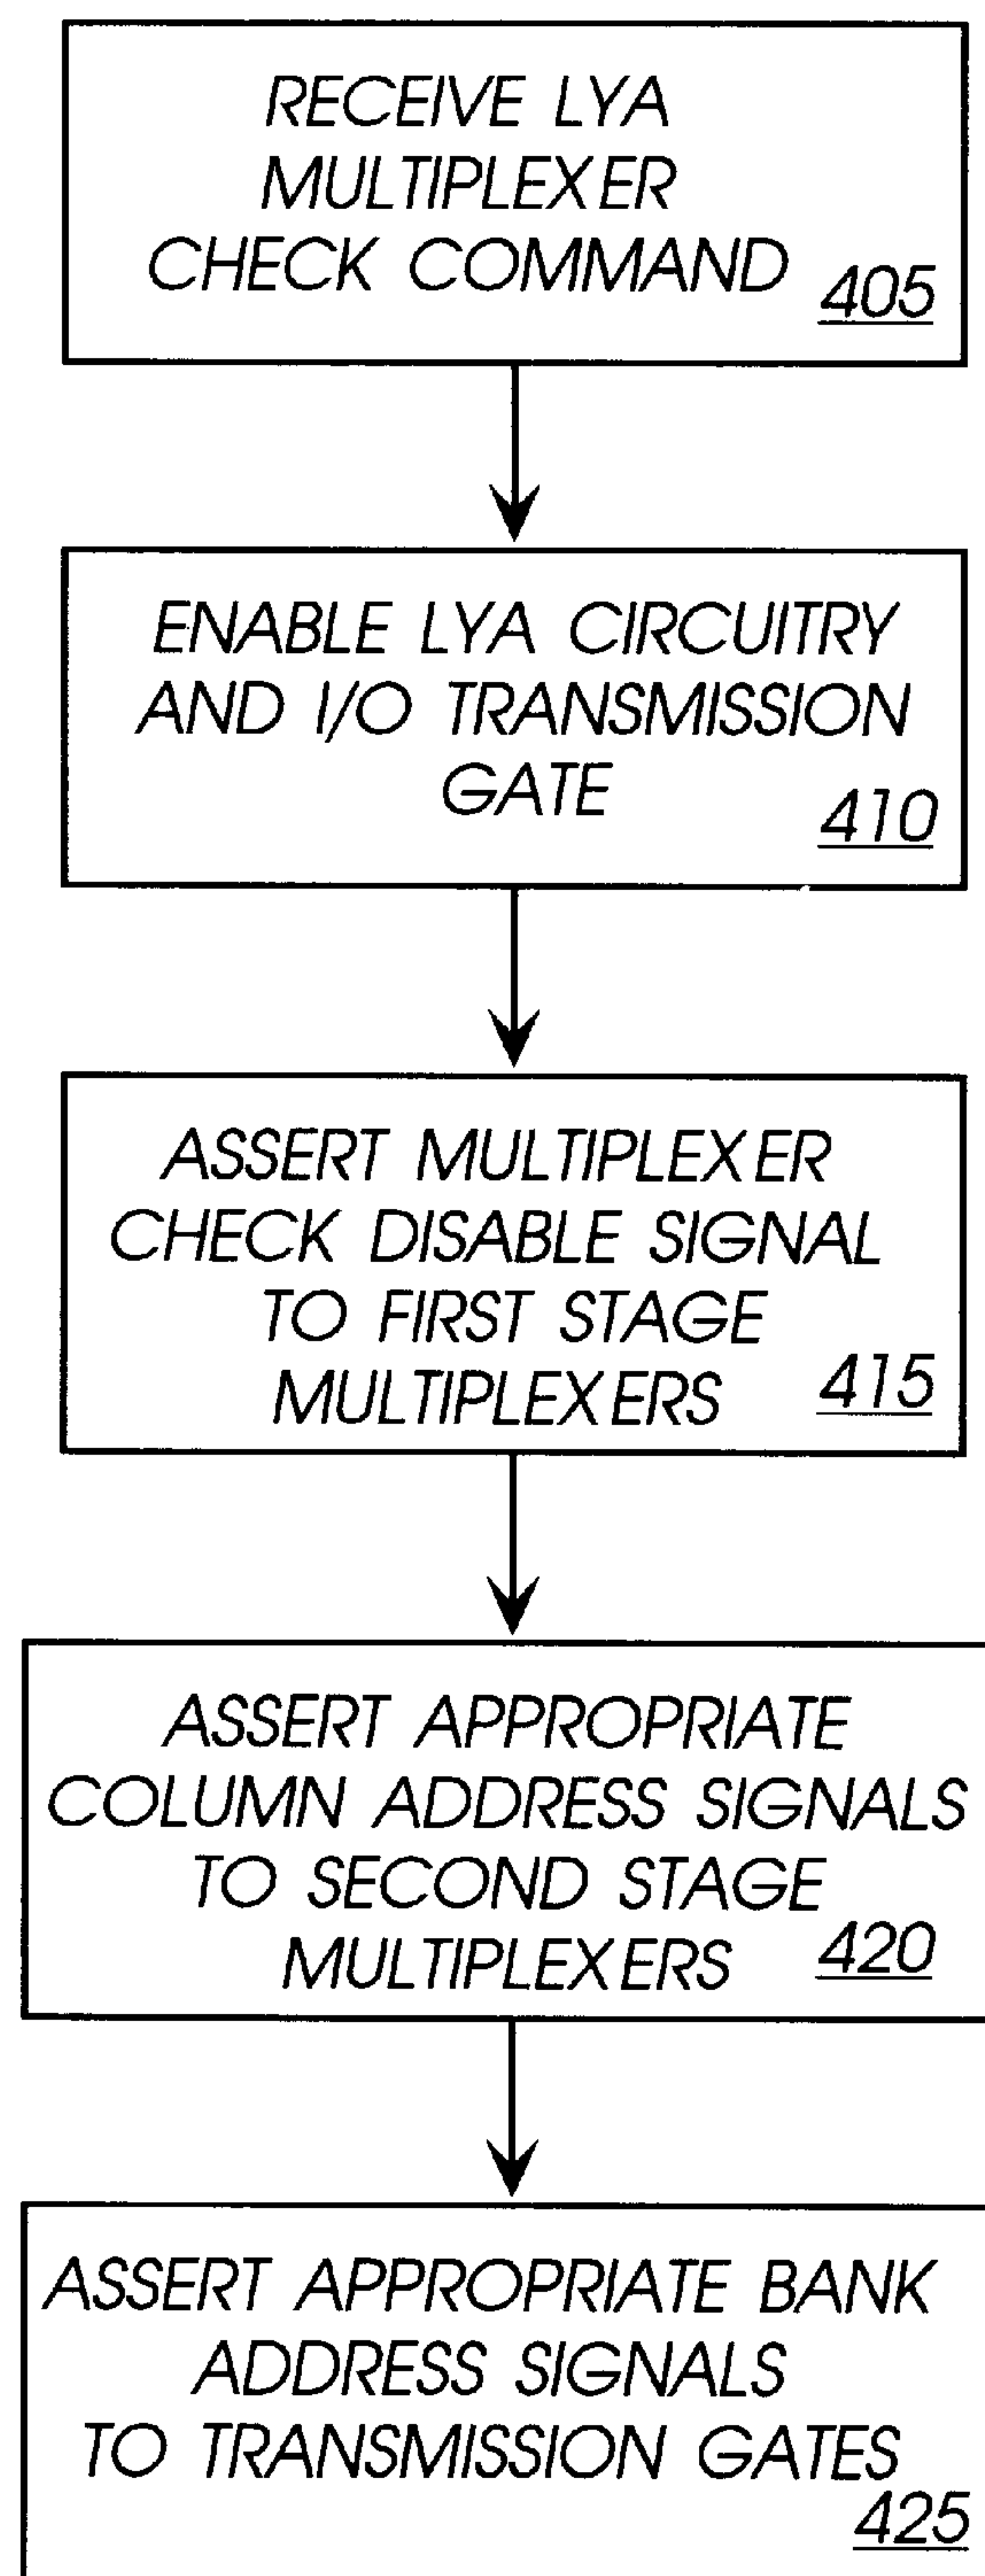 RECEIVE LYA
MULTIPLEXER
CHECK COMMAND
405
ENABLE LYA CIRCUITRY
AND I/O TRANSMISSION
GATE
410
ASSERT MULTIPLEXER
CHECK DISABLE SIGNAL
TO FIRST STAGE
MULTIPLEXERS
415
ASSERT APPROPRIATE
COLUMN ADDRESS SIGNALS
TO SECOND STAGE
MULTIPLEXERS
420
ASSERT APPROPRIATE BANK
ADDRESS SIGNALS
TO TRANSMISSION GATES
425